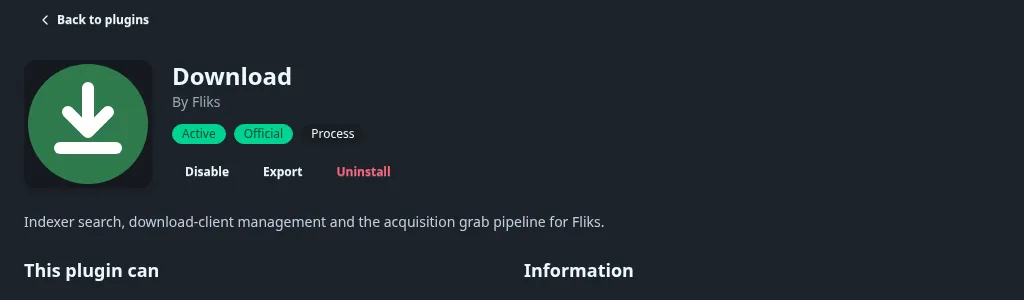 Back to plugins
Download
By Fliks
Active Official Process
Disable Export Uninstall
Indexer search, download-client management and the acquisition grab pipeline for Fliks.
This plugin can Information